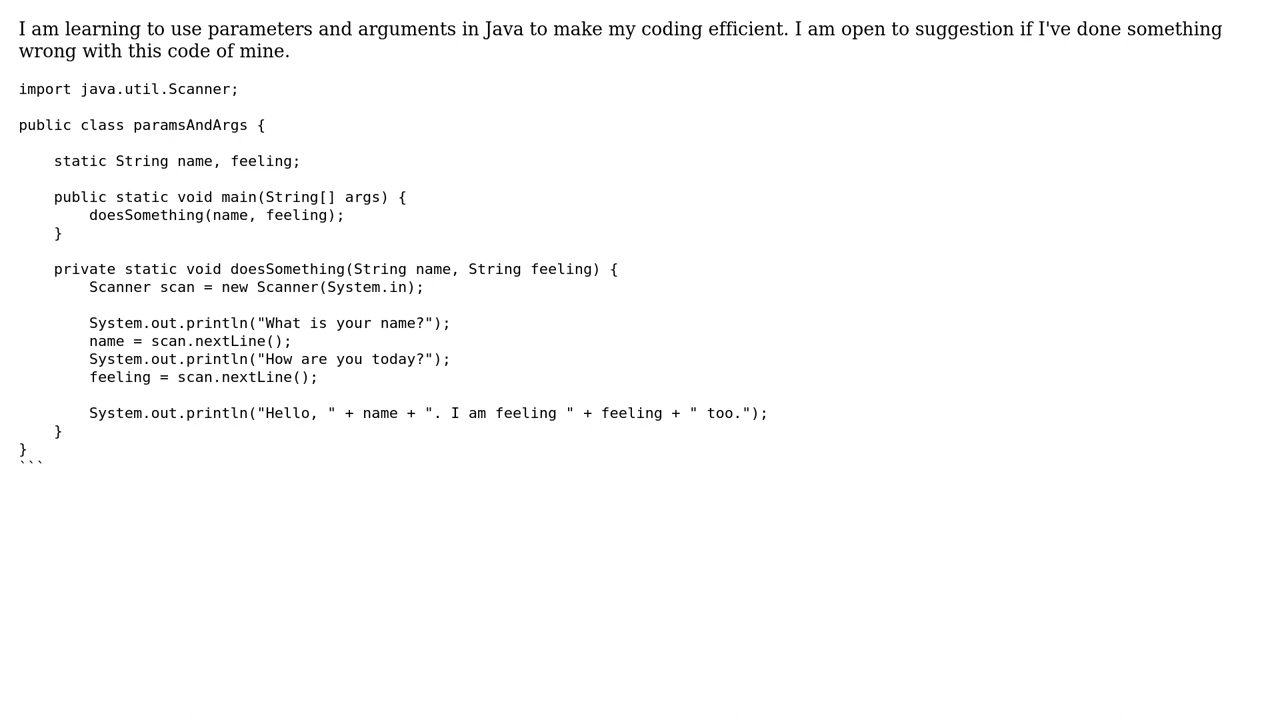 I am learning to use parameters and arguments in Java to make my coding efficient. I am open to suggestion if I've done something
wrong with this code of mine.
import java.util.Scanner;
public class paramsAndArgs {
    static String name, feeling;
    public static void main(String[] args) {
        doesSomething(name, feeling);
    }
    private static void doesSomething(String name, String feeling) {
        Scanner scan = new Scanner(System.in);
        System.out.println("What is your name?");
        name = scan.nextLine();
        System.out.println("How are you today?");
        feeling = scan.nextLine();
        System.out.println("Hello, " + name + ". I am feeling " + feeling + " too.");
    }
}
```